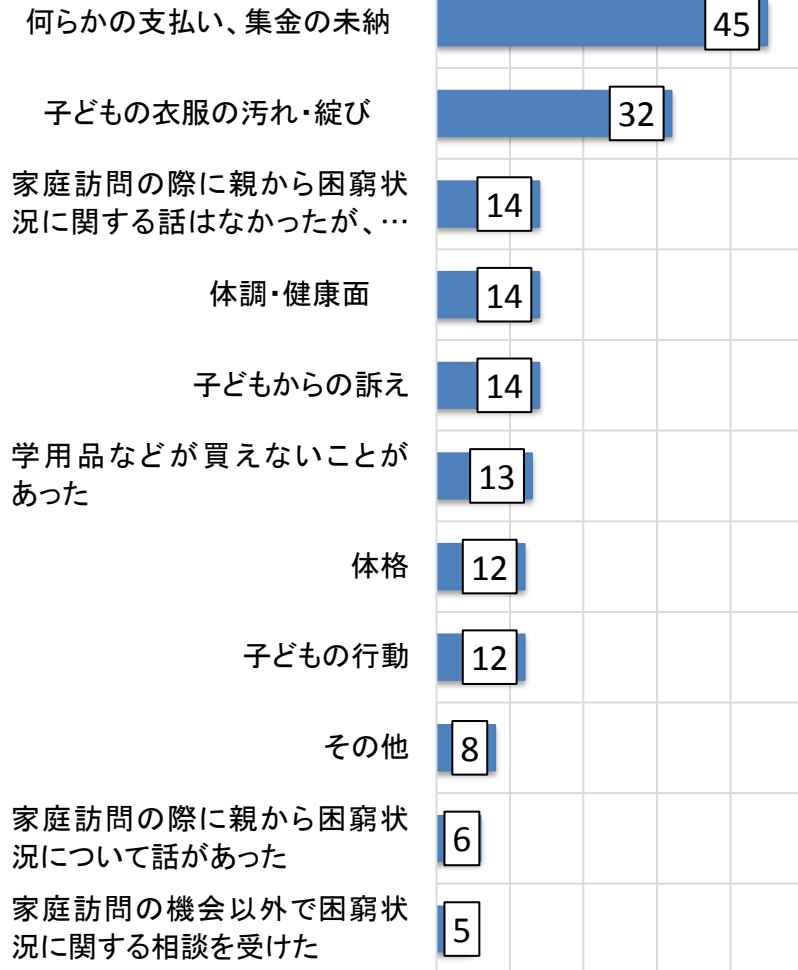 何らかの支払い、集金の未納
45
子どもの衣服の汚れ・綻び
32
家庭訪問の際に親から困窮状
況に関する話はなかったが、…
14
体調・健康面
14
子どもからの訴え
14
学用品などが買えないことが
あった
13
体格
12
子どもの行動
12
その他
8
家庭訪問の際に親から困窮状
況について話があった
6
家庭訪問の機会以外で困窮状
況に関する相談を受けた
5